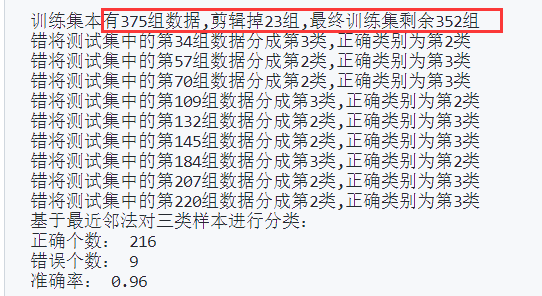 训练集本有375组数据,剪辑掉23组,最终训练集剩余352组
错将测试集中的第34组数据分成第3类,正确类别为第2类
错将测试集中的第57组数据分成第2类,正确类别为第3类
错将测试集中的第70组数据分成第2类,正确类别为第3类
错将测试集中的第109组数据分成第3类,正确类别为第2类
错将测试集中的第132组数据分成第2类,正确类别为第3类
错将测试集中的第145组数据分成第2类,正确类别为第3类
错将测试集中的第184组数据分成第3类,正确类别为第2类
错将测试集中的第207组数据分成第2类,正确类别为第3类
错将测试集中的第220组数据分成第2类,正确类别为第3类
基于最近邻法对三类样本进行分类:
正确个数： 216
错误个数： 9
准确率： 0.96